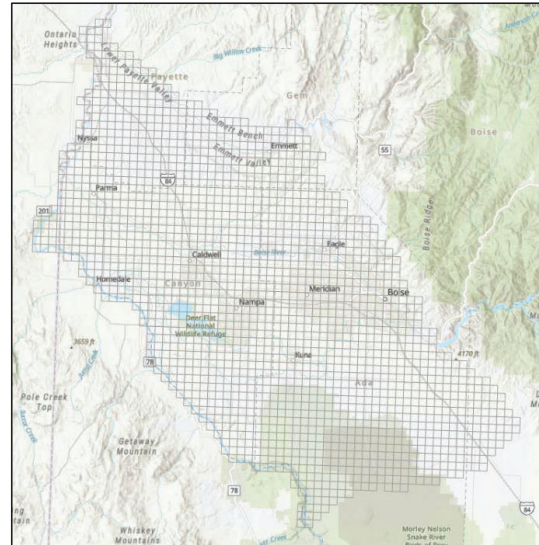 Ontario
Heights
Lower Payette Valley
Big Willow Creek
Payette
Gem
Emmett Bench
Emmett
Emmett Valley
Nyssa
55
Boise
84
Parma
201
Boise Ridge
Eagle
Caldwell
Boise River
Homedale
Canyon
Meridian
Boise
Nampa
Deer Flat
National
Wildlife Refuge
3659 ft
Kuna
4170 ft
78
Ada
Pole Creek
Top
Getaway
Mountain
78
84
Whiskey
Mountains
Morley Nelson
Snake River